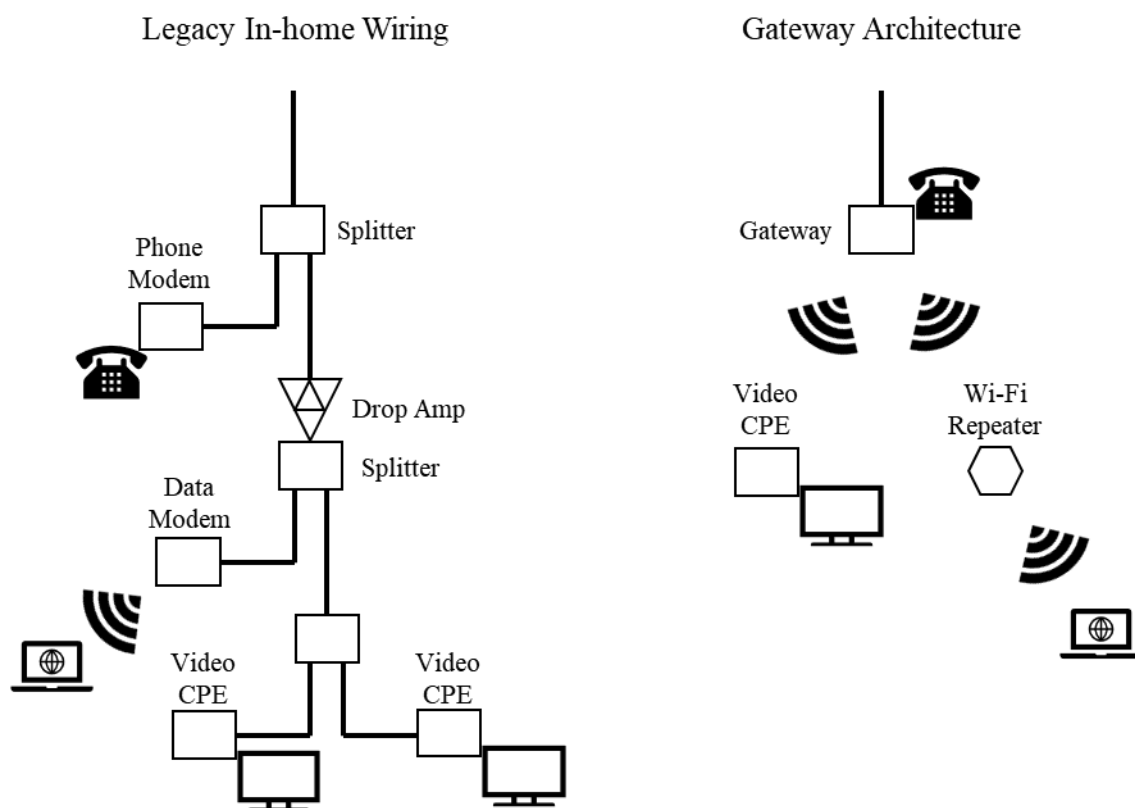 Legacy In-home Wiring
Splitter
Phone
Modem
Drop Amp
Splitter
Data
Modem
Video
CPE
Video
CPE
Gateway Architecture
Gateway
Video
CPE
Wi-Fi
Repeater